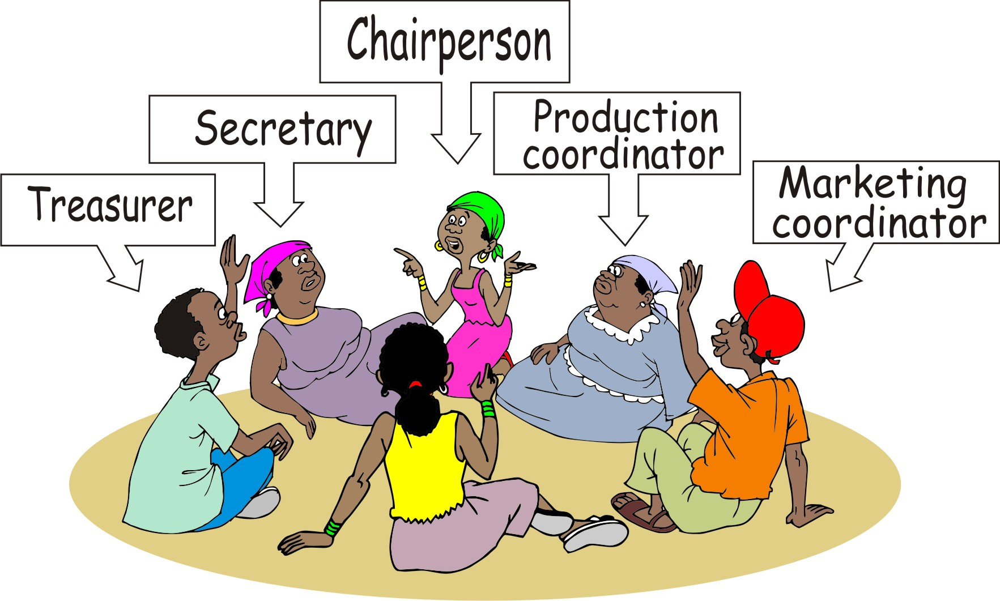 Chairperson
Secretary
Production
coordinator
Treasurer
Marketing
coordinator